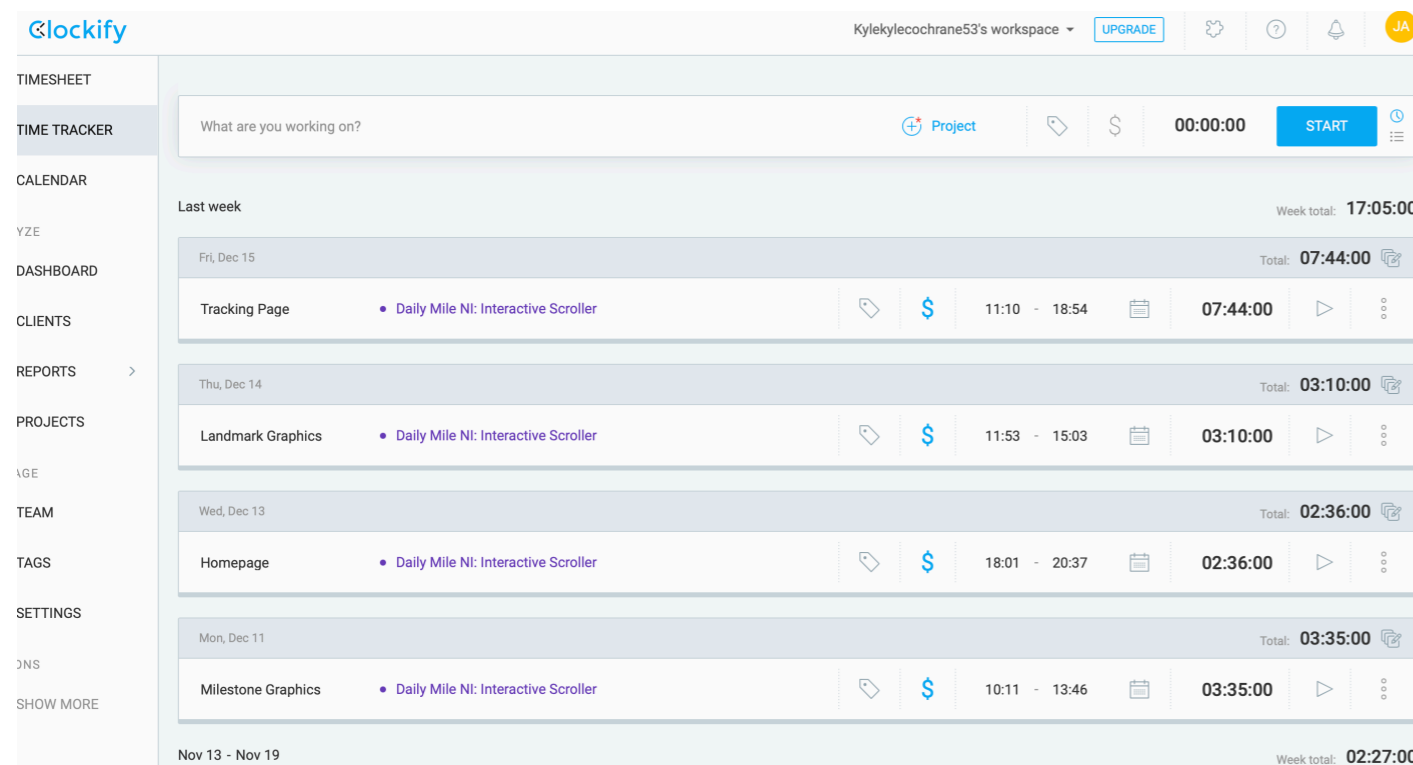 Clockify
Kylekylecochrane53's workspace
UPGRADE
JA
TIMESHEET
TIME TRACKER
CALENDAR
YZE
DASHBOARD
CLIENTS
REPORTS
PROJECTS
AGE
TEAM
TAGS
SETTINGS
ONS
SHOW MORE
What are you working on?
Project
$
00:00:00
START
Last week
Week total: 17:05:00
Fri, Dec 15
Total: 07:44:00
Tracking Page • Daily Mile NI: Interactive Scroller $ 11:10 - 18:54 07:44:00
Thu, Dec 14
Total: 03:10:00
Landmark Graphics • Daily Mile NI: Interactive Scroller $ 11:53 - 15:03 03:10:00
Wed, Dec 13
Total: 02:36:00
Homepage • Daily Mile NI: Interactive Scroller $ 18:01 - 20:37 02:36:00
Mon, Dec 11
Total: 03:35:00
Milestone Graphics • Daily Mile NI: Interactive Scroller $ 10:11 - 13:46 03:35:00
Nov 13 - Nov 19
Week total: 02:27:00